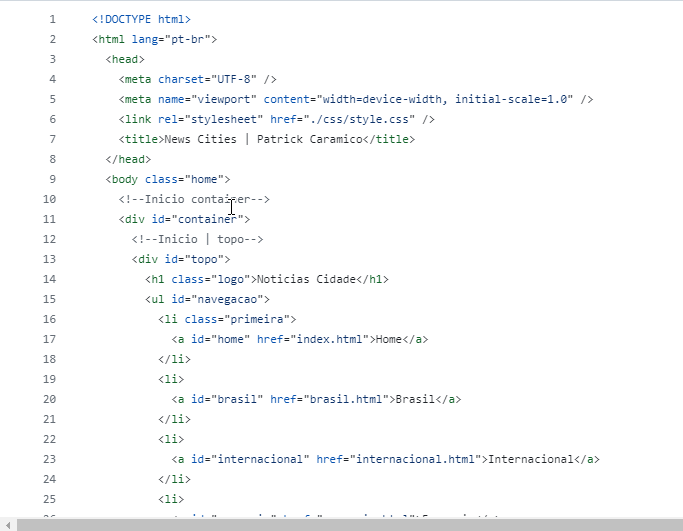 1 <!DOCTYPE html>
2 <html lang="pt-br">
3 <head>
4 <meta charset="UTF-8" />
5 <meta name="viewport" content="width=device-width, initial-scale=1.0" />
6 <link rel="stylesheet" href="./css/style.css" />
7 <title>News Cities | Patrick Caramico</title>
8 </head>
9 <body class="home">
10 <!--Inicio container-->
11 <div id="container">
12 <!--Inicio | topo-->
13 <div id="topo">
14 <h1 class="logo">Noticias Cidade</h1>
15 <ul id="navegacao">
16 <li class="primeira">
17 <a id="home" href="index.html">Home</a>
18 </li>
19 <li>
20 <a id="brasil" href="brasil.html">Brasil</a>
21 </li>
22 <li>
23 <a id="internacional" href="internacional.html">Internacional</a>
24 </li>
25 <li>